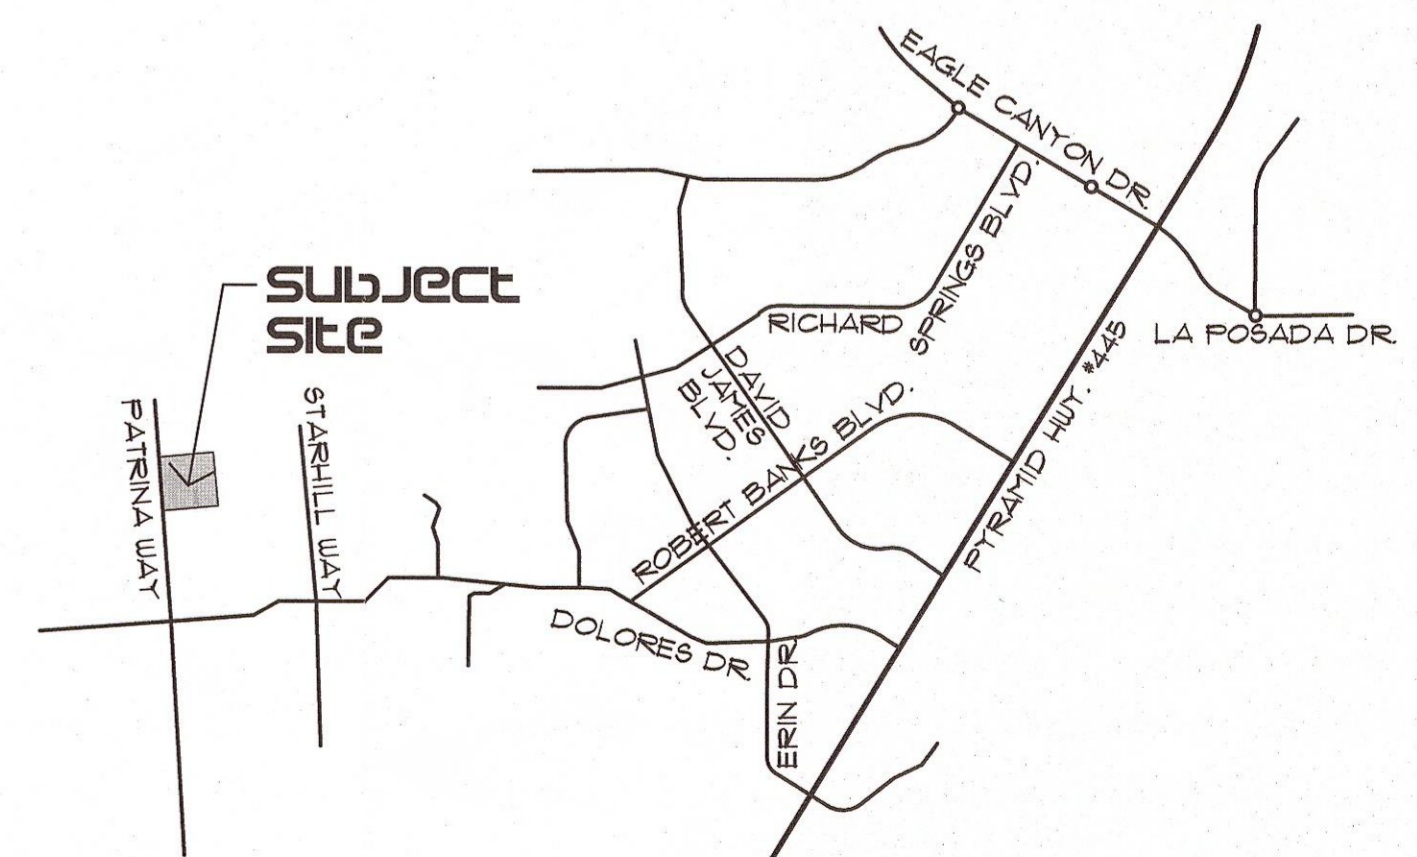 EAGLE CANYON DR.
SPRINGS BLVD.
RICHARD
LA POSADA DR.
PYRAMID HWY. #445
SUBJECT
SITE
DAVID
JAMES
BLVD.
ROBERT BANKS BLVD.
PATRINA WAY
STARHILL WAY
DOLORES DR.
ERIN DR.